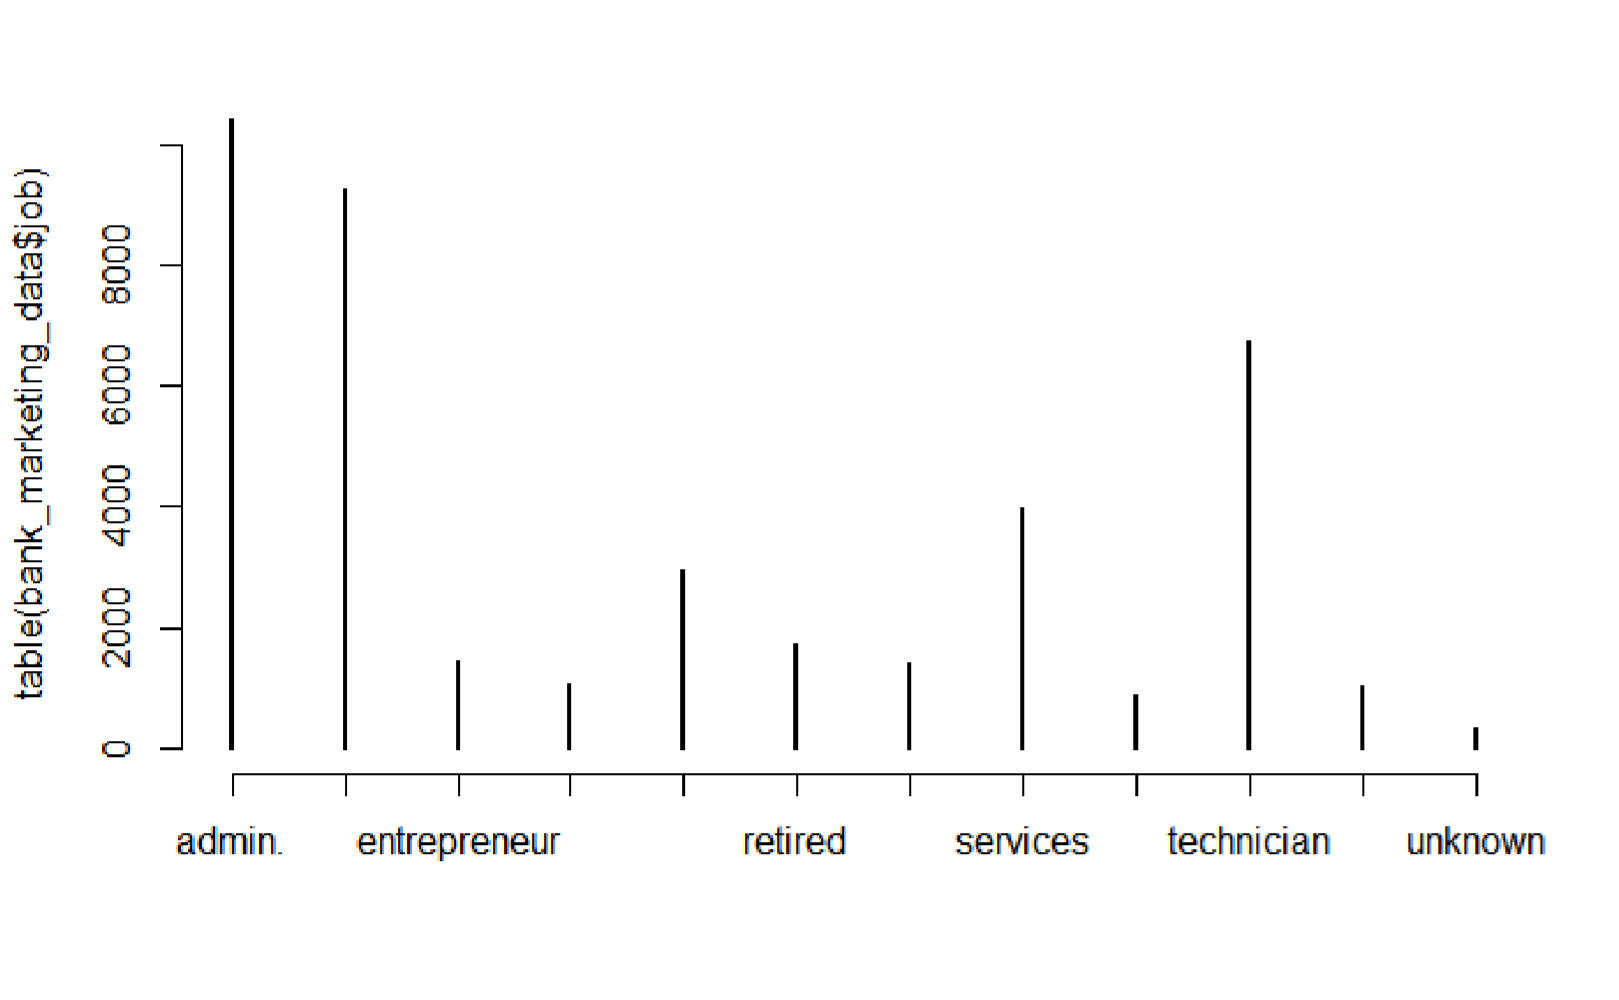 table(bank_marketing_data$job)
8000
6000
4000
2000
0
admin. entrepreneur retired services technician unknown